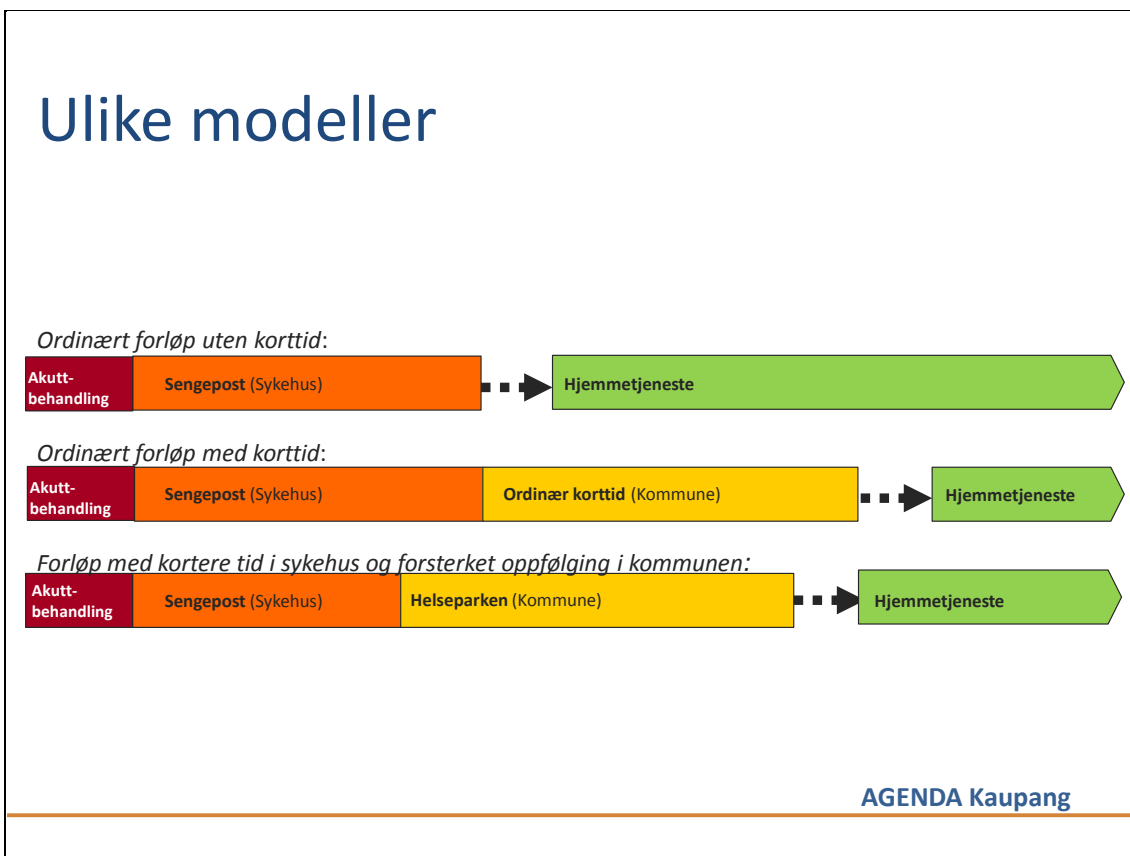 Ulike modeller
Ordinært forløp uten korttid:
Akutt-
behandling
Sengepost (Sykehus)
Hjemmetjeneste
Ordinært forløp med korttid:
Akutt-
behandling
Sengepost (Sykehus)
Ordinær korttid (Kommune)
Hjemmetjeneste
Forløp med kortere tid i sykehus og forsterket oppfølging i kommunen:
Akutt-
behandling
Sengepost (Sykehus)
Helseparken (Kommune)
Hjemmetjeneste
AGENDA Kaupang